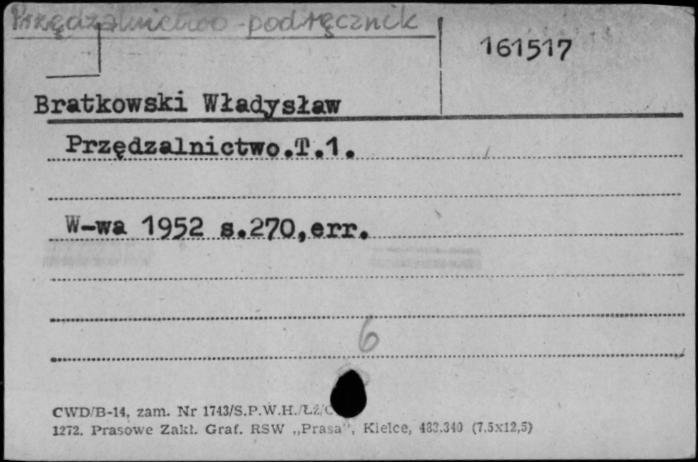 Przędzalnictwo - podręcznik
161517
Bratkowski Władysław
Przędzalnictwo.T.1.
W-wa 1952 s.270,err.
6
CWD/B-14, zam. Nr 1743/S.P.W.H./Łż/
1272. Prasowe Zakł. Graf. RSW „Prasa", Kielce, 483.340 (7,5x12,5)